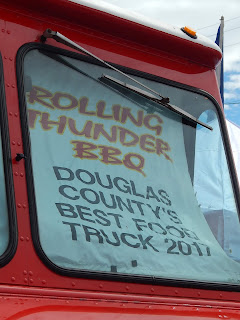 ROLLING
THUNDER
BBQ
DOUGLAS
COUNTY'S
BEST FOOD
TRUCK 2017